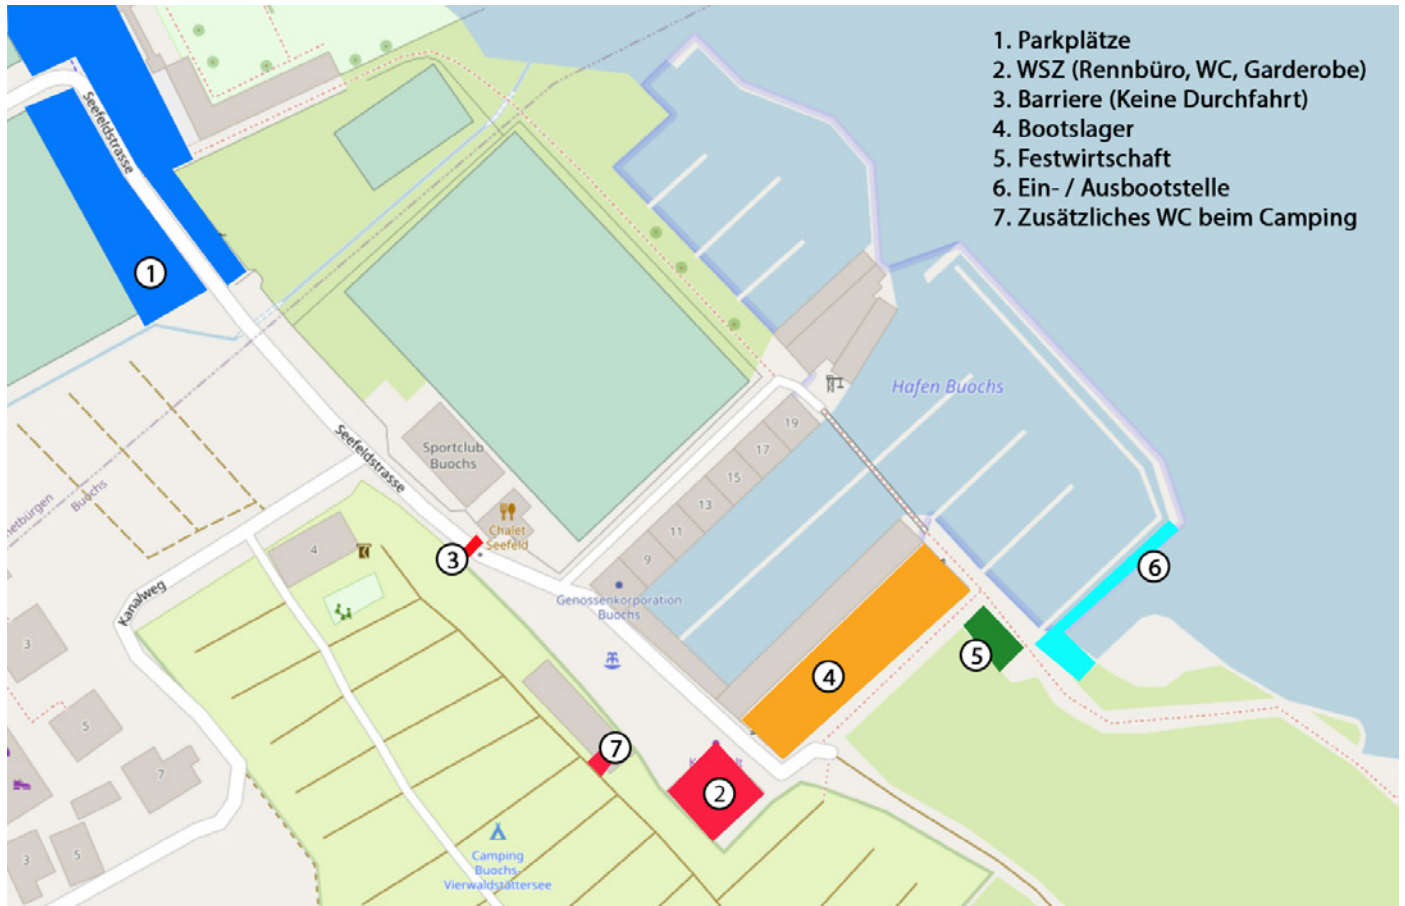 1. Parkplätze
2. WSZ (Rennbüro, WC, Garderobe)
3. Barriere (Keine Durchfahrt)
4. Bootslager
5. Festwirtschaft
6. Ein- / Ausbootstelle
7. Zusätzliches WC beim Camping
Seefeldstrasse
1
Hafen Buochs
19
17
15
13
11
9
Sportclub
Buochs
Seefeldstrasse
Buochs
Chalet
Seefeld
3
4
6
Kanalweg
Genossenkorporation
Buochs
5
4
3
5
7
7
2
3
5
Camping
Buochs-
Vierwaldstättersee